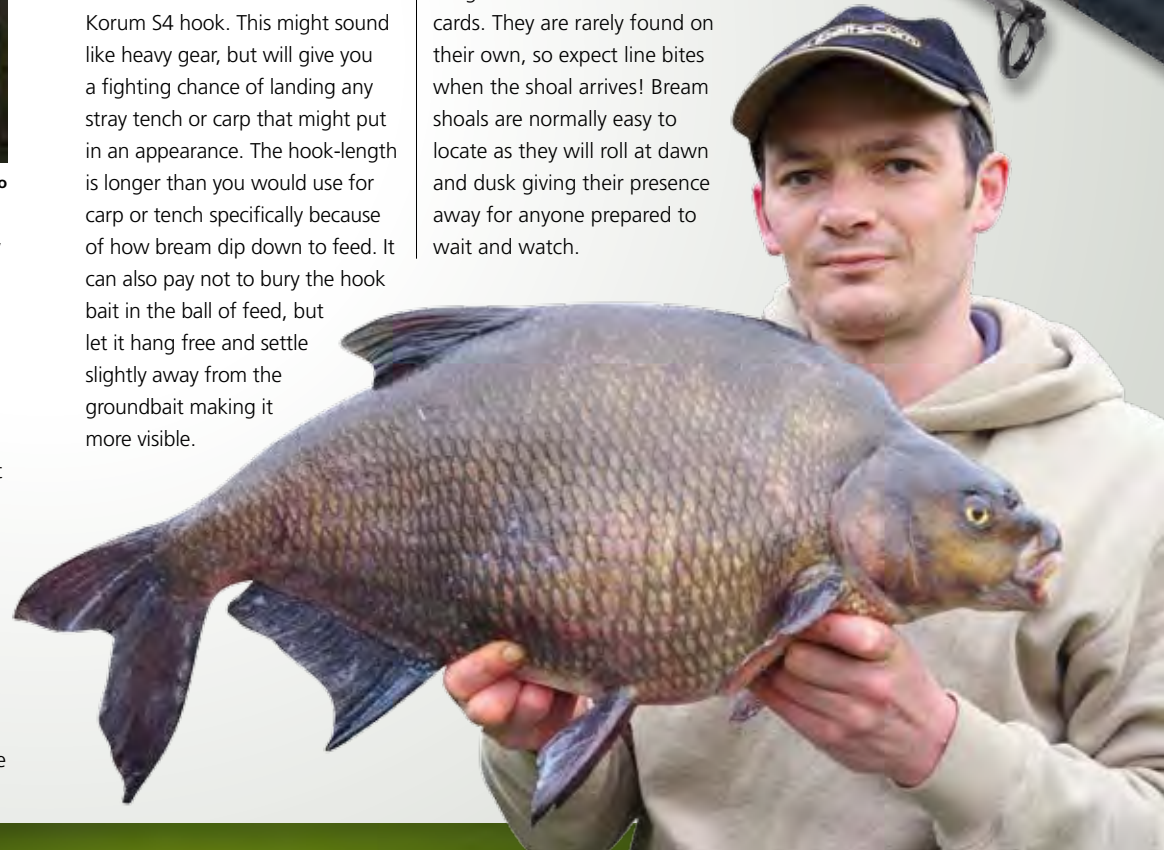 Korum S4 hook. This might sound
like heavy gear, but will give you
a fighting chance of landing any
stray tench or carp that might put
in an appearance. The hook-length
is longer than you would use for
carp or tench specifically because
of how bream dip down to feed. It
can also pay not to bury the hook
bait in the ball of feed, but
let it hang free and settle
slightly away from the
groundbait making it
more visible.
cards. They are rarely found on
their own, so expect line bites
when the shoal arrives! Bream
shoals are normally easy to
locate as they will roll at dawn
and dusk giving their presence
away for anyone prepared to
wait and watch.